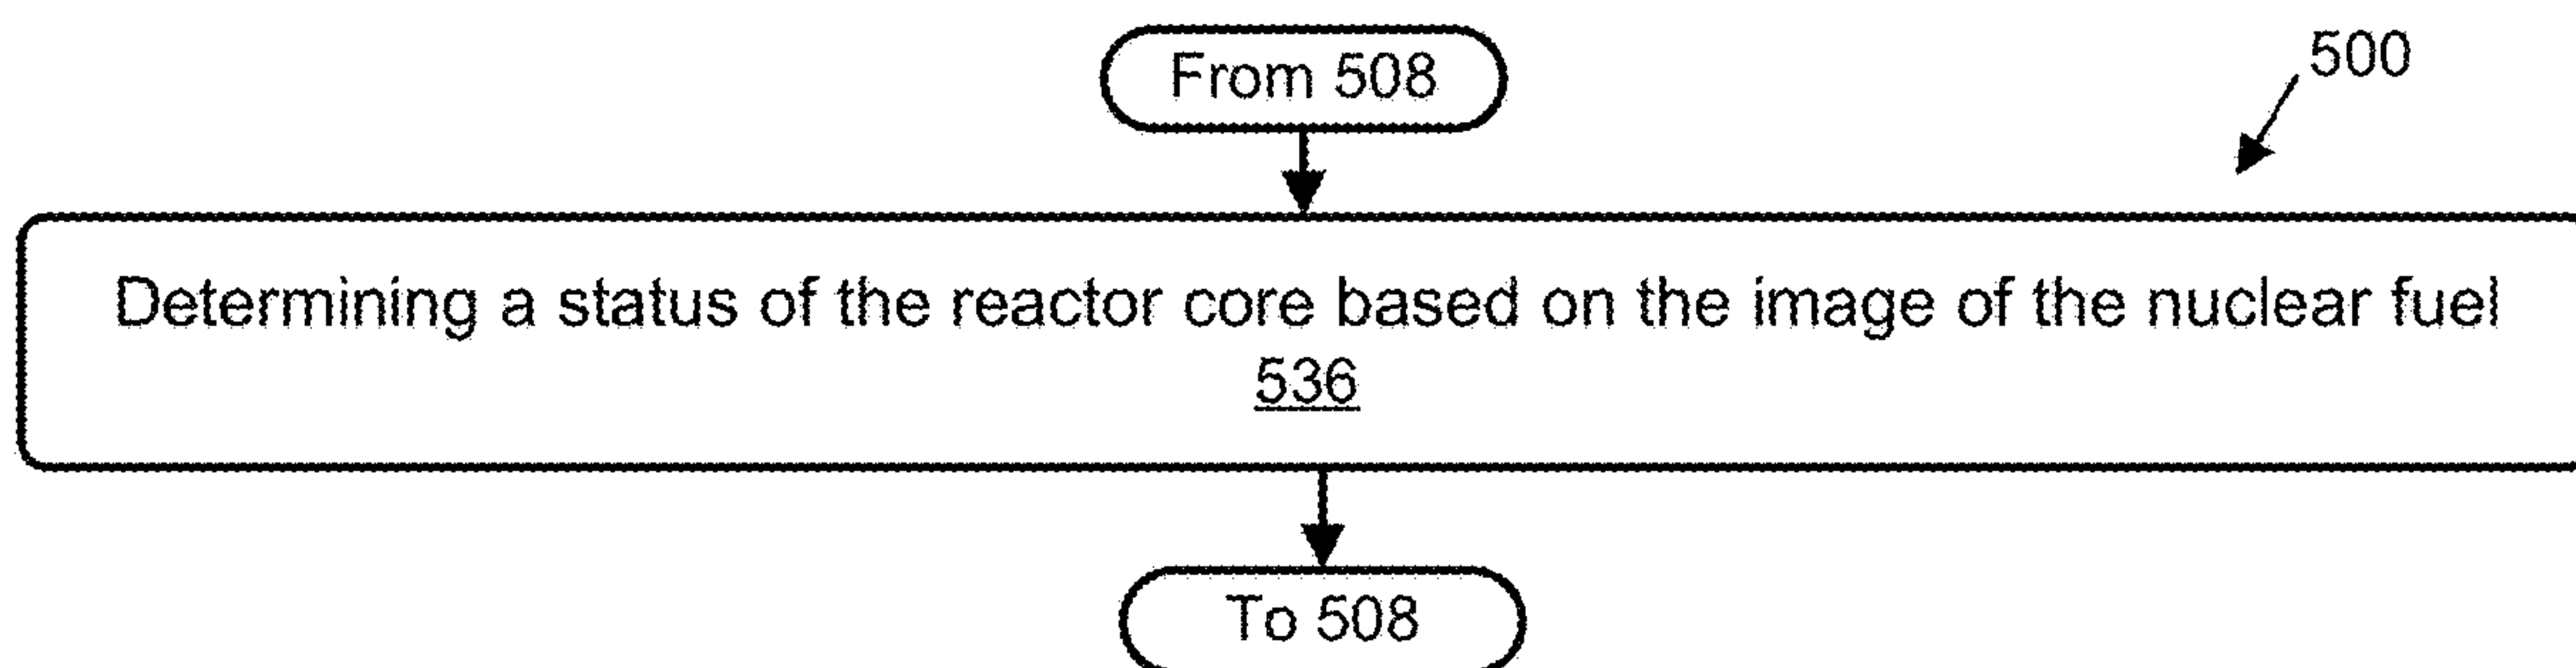 From 508
500
Determining a status of the reactor core based on the image of the nuclear fuel
536
To 508